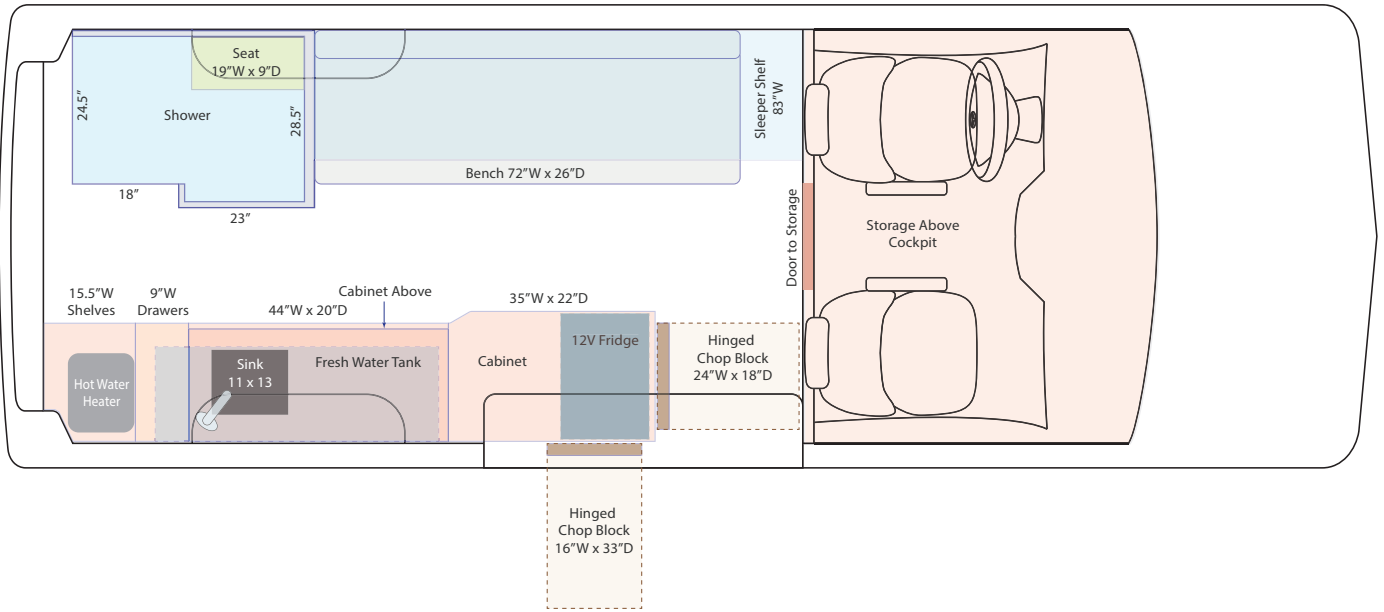 Seat
19”W x 9”D
24.5”
Shower
28.5”
18”
23”
Bench 72”W x 26”D
Sleeper Shelf
83”W
Door to Storage
Storage Above
Cockpit
15.5”W
Shelves
9”W
Drawers
44”W x 20”D
Cabinet Above
35”W x 22”D
Hot Water
Heater
Sink
11 x 13
Fresh Water Tank
Cabinet
12V Fridge
Hinged
Chop Block
24”W x 18”D
Hinged
Chop Block
16”W x 33”D